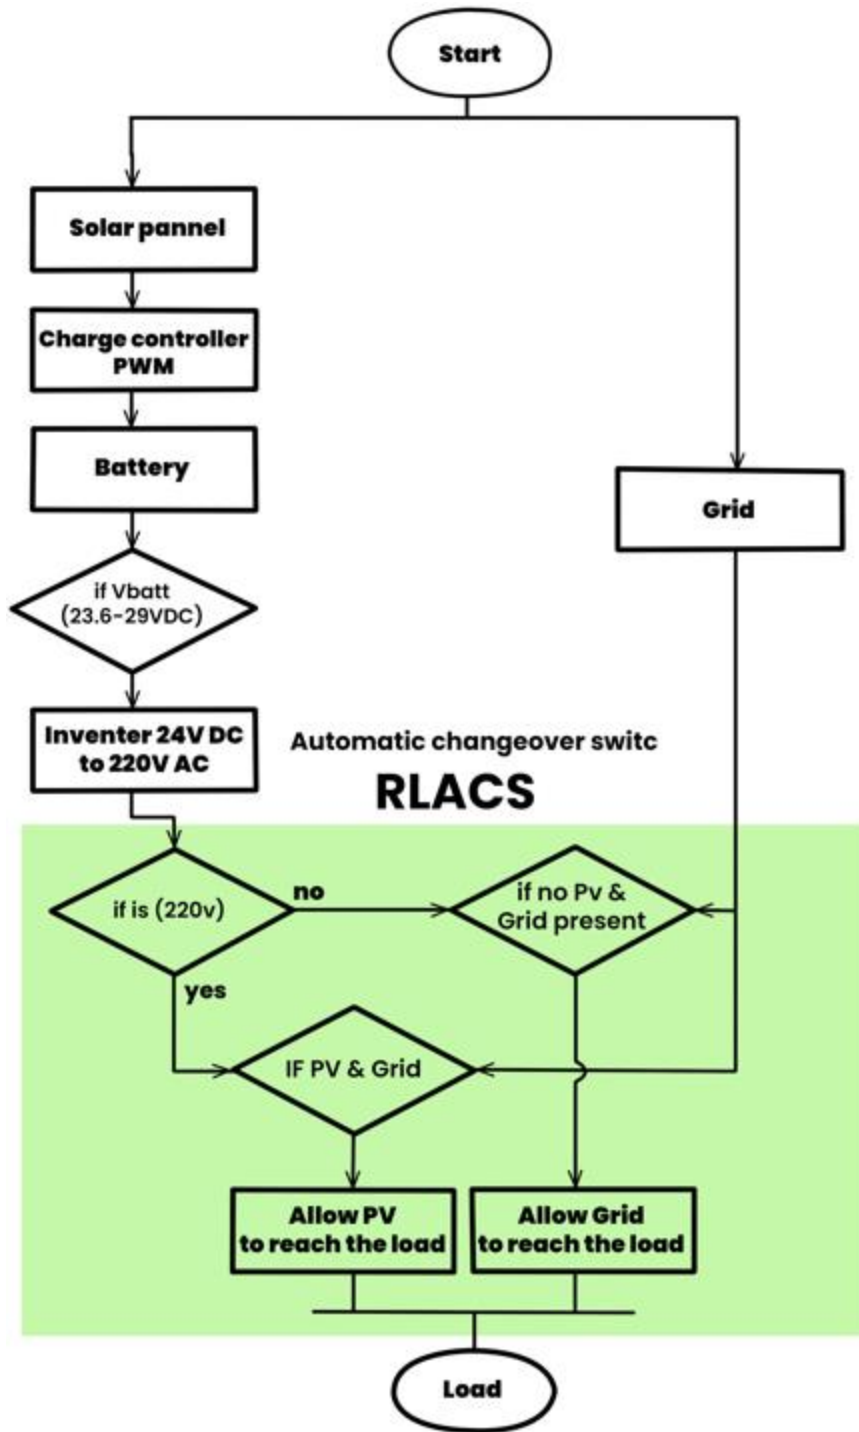 Start
Solar pannel
Charge controller
PWM
Battery
Grid
if Vbatt
(23.6-29VDC)
Inventer 24V DC
to 220V AC
Automatic changeover switc
RLACS
if is (220v)
no
if no Pv &
Grid present
yes
IF PV & Grid
Allow PV
to reach the load
Allow Grid
to reach the load
Load